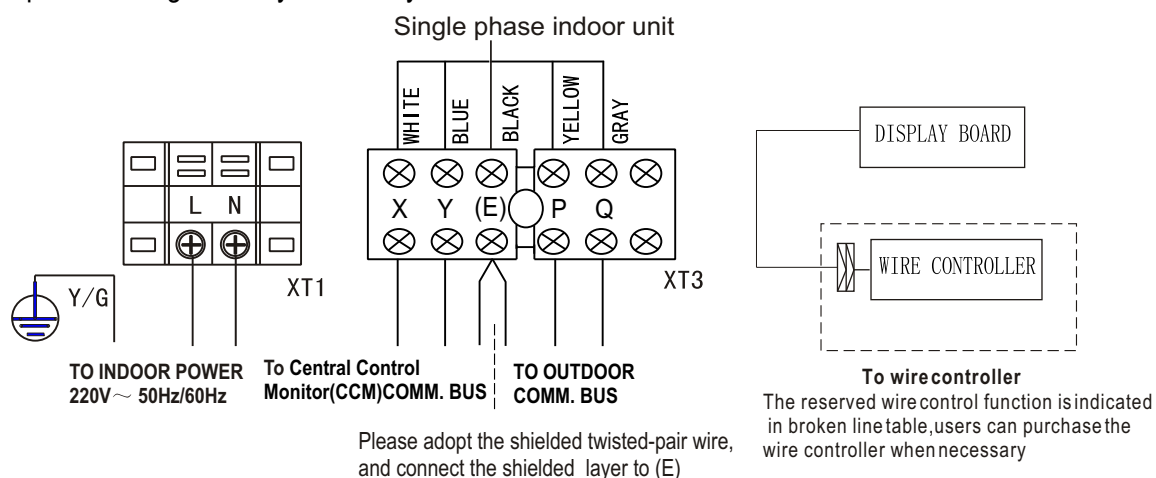 Single phase indoor unit
WHITE
BLUE
BLACK
YELLOW
GRAY
L N
XT1
Y/G
X Y (E) P Q
XT3
TO INDOOR POWER
220V～ 50Hz/60Hz
To Central Control
Monitor(CCM)COMM. BUS
TO OUTDOOR
COMM. BUS
Please adopt the shielded twisted-pair wire,
and connect the shielded layer to (E)
DISPLAY BOARD
WIRE CONTROLLER
To wire controller
The reserved wire control function is indicated
in broken line table,users can purchase the
wire controller when necessary